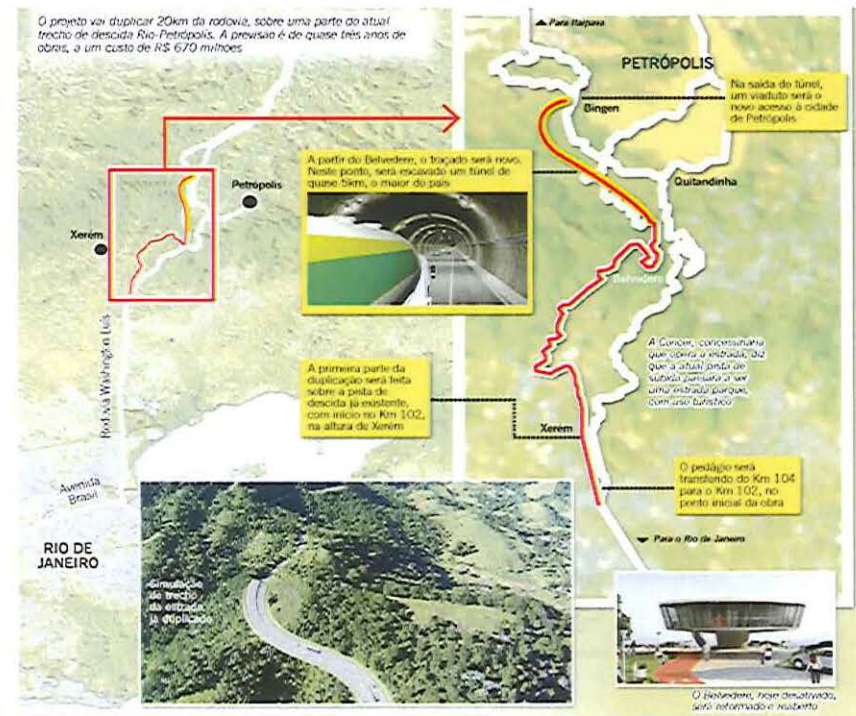 O projeto vai duplicar 20km da rodovia, sobre uma parte do atual
trecho de descida Rio-Petrópolis. A previsão é de quase três anos de
obras, a um custo de R$ 670 milhões
Para Itaipava
PETRÓPOLIS
Na saída do túnel,
um viaduto será o
novo acesso à cidade
de Petrópolis
Bingen
A partir do Belvedere, o traçado será novo.
Neste ponto, será escavado um túnel de
quase 5km, o maior do país
Quitandinha
Petrópolis
Xerém
Belvedere
Rodovia Washington Luís
A Concer, concessionária
que opera a estrada, diz
que a atual pista de
subida passará a ser
uma estrada parque,
com uso turístico
A primeira parte da
duplicação será feita
sobre a pista de
descida já existente,
com início no Km 102,
na altura de Xerém
Xerém
O pedágio será
transferido do Km 104
para o Km 102, no
ponto inicial da obra
Avenida
Brasil
RIO DE
JANEIRO
Para o Rio de Janeiro
Simulação
de trecho
da estrada
já duplicado
O Belvedere, hoje desativado,
será reformado e reaberto